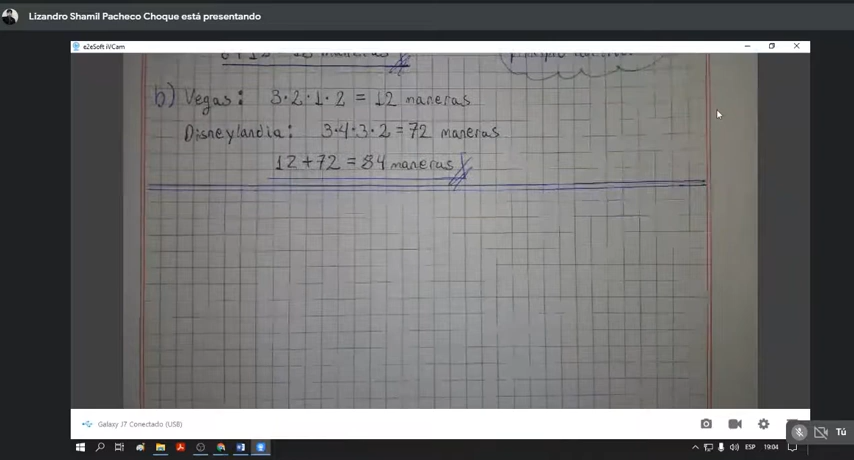 Lizandro Shamil Pacheco Choque está presentando
e2eSoft iVCam
b) Vegas: 3·2·1·2 = 12 maneras
Disneylandia: 3·4·3·2 = 72 maneras
12 + 72 = 84 maneras
Galaxy J7 Conectado (USB)
Tú
ESP
19:04